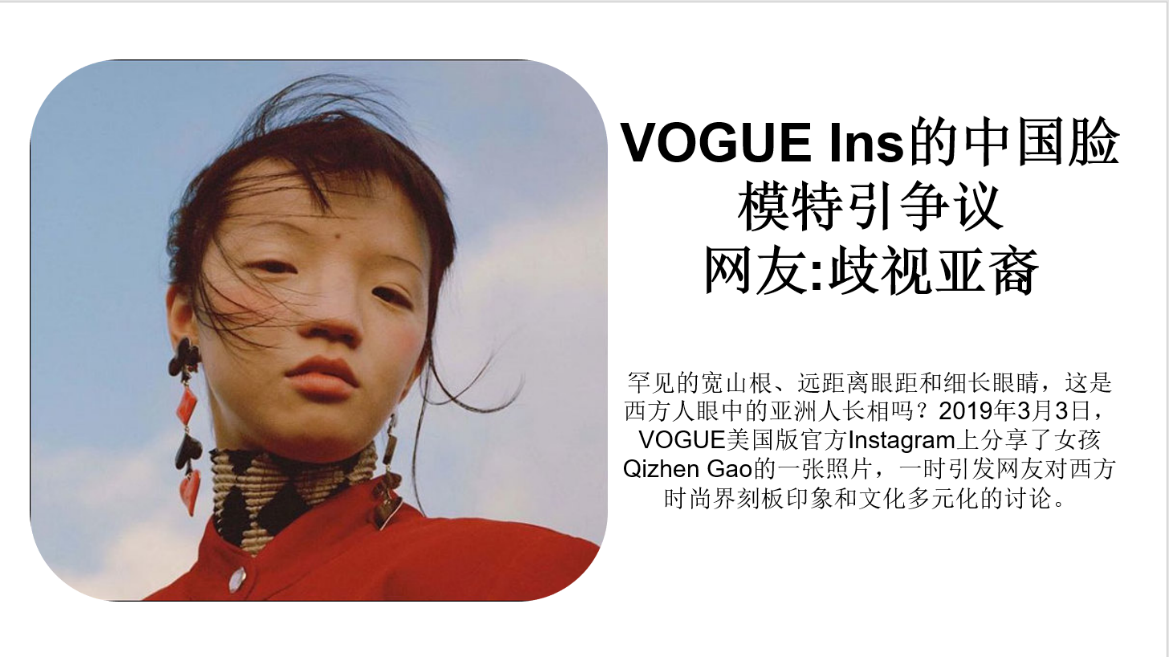 VOGUE Ins的中国脸
模特引争议
网友:歧视亚裔
罕见的宽山根、远距离眼距和细长眼睛，这是
西方人眼中的亚洲人长相吗？2019年3月3日，
VOGUE美国版官方Instagram上分享了女孩
Qizhen Gao的一张照片，一时引发网友对西方
时尚界刻板印象和文化多元化的讨论。